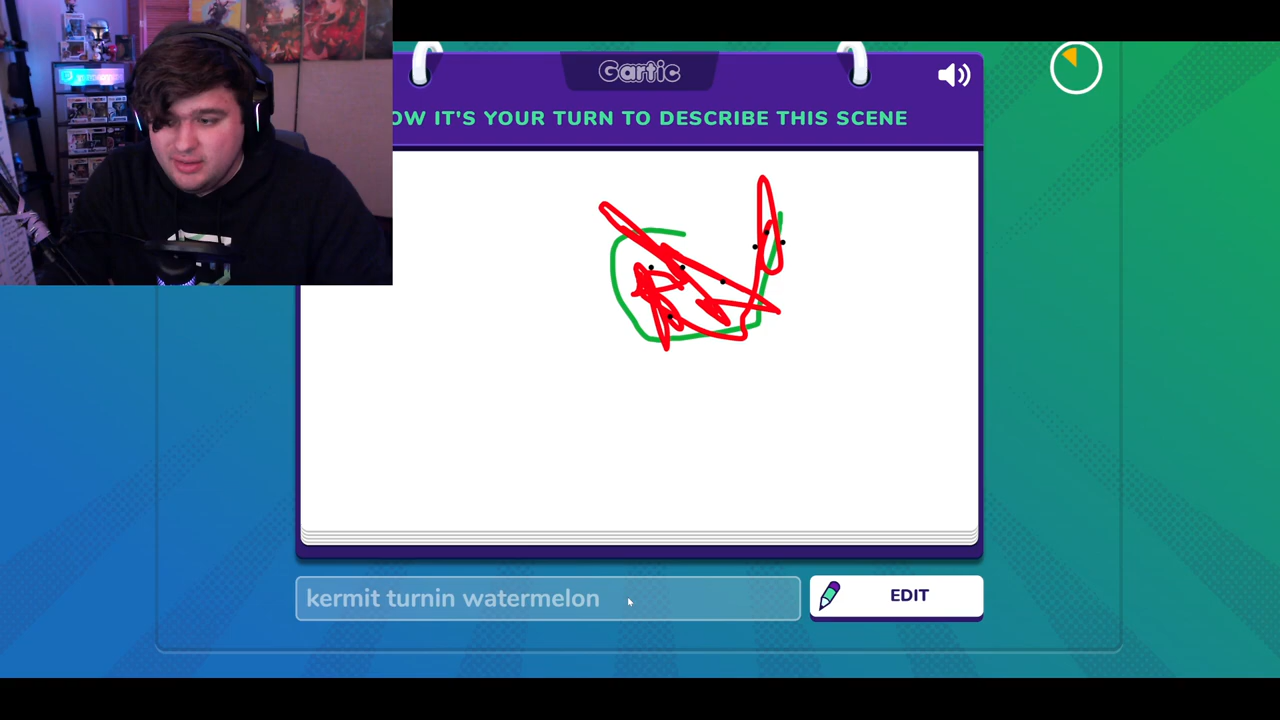 Gartic
OW IT'S YOUR TURN TO DESCRIBE THIS SCENE
kermit turnin watermelon
EDIT